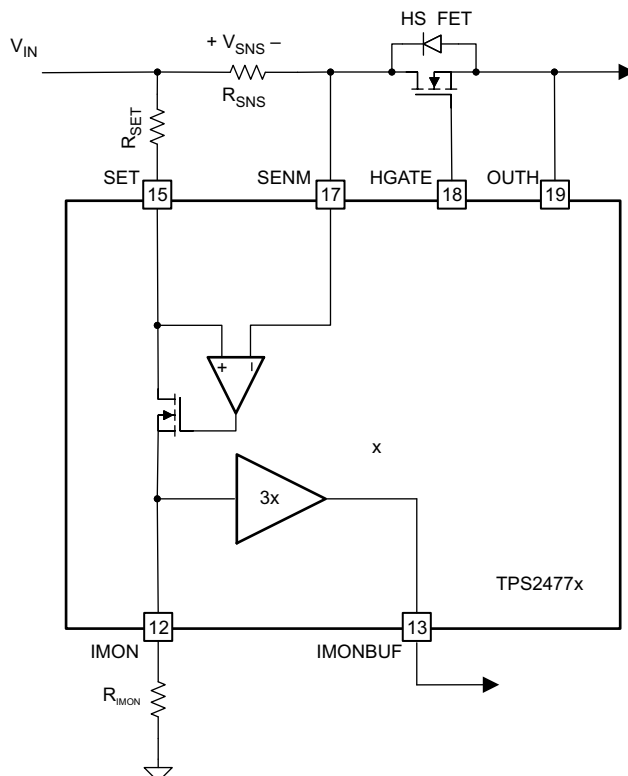 HS FET
V_IN
+ V_SNS –
R_SNS
R_SET
SET
SENM
HGATE
OUTH
15
17
18
19
+ –
x
3x
TPS2477x
12
13
IMON
IMONBUF
R_IMON